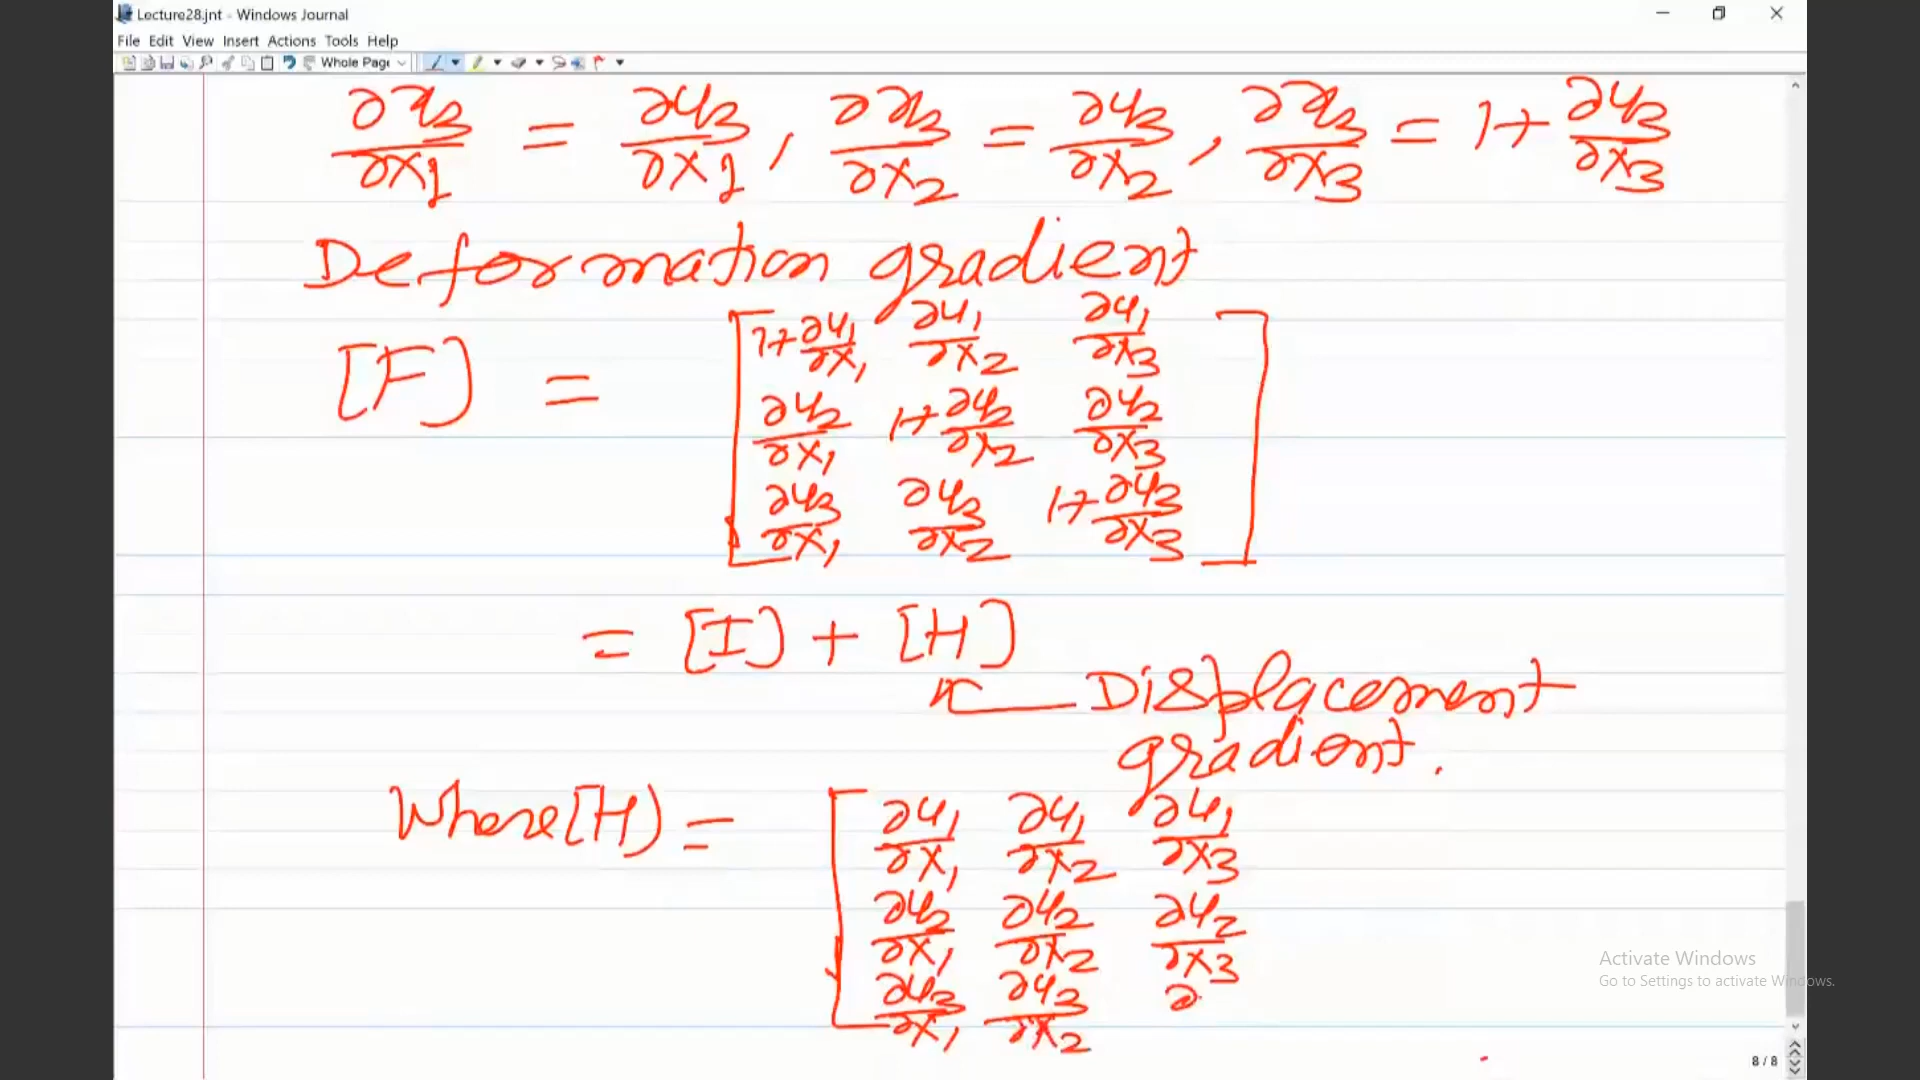 Lecture28.jnt - Windows Journal
File Edit View Insert Actions Tools Help
Whole Page
∂x₃/∂X₁ = ∂u₃/∂X₁ , ∂x₃/∂X₂ = ∂u₃/∂X₂ , ∂x₃/∂X₃ = 1+ ∂u₃/∂X₃
Deformation gradient
[F] = [ 1+∂u₁/∂X₁ ∂u₁/∂X₂ ∂u₁/∂X₃
∂u₂/∂X₁ 1+∂u₂/∂X₂ ∂u₂/∂X₃
∂u₃/∂X₁ ∂u₃/∂X₂ 1+∂u₃/∂X₃ ]
= [I] + [H]
Displacement
gradient.
Where [H] = [ ∂u₁/∂X₁ ∂u₁/∂X₂ ∂u₁/∂X₃
∂u₂/∂X₁ ∂u₂/∂X₂ ∂u₂/∂X₃
∂u₃/∂X₁ ∂u₃/∂X₂ ∂
Activate Windows
Go to Settings to activate Windows.
8 / 8